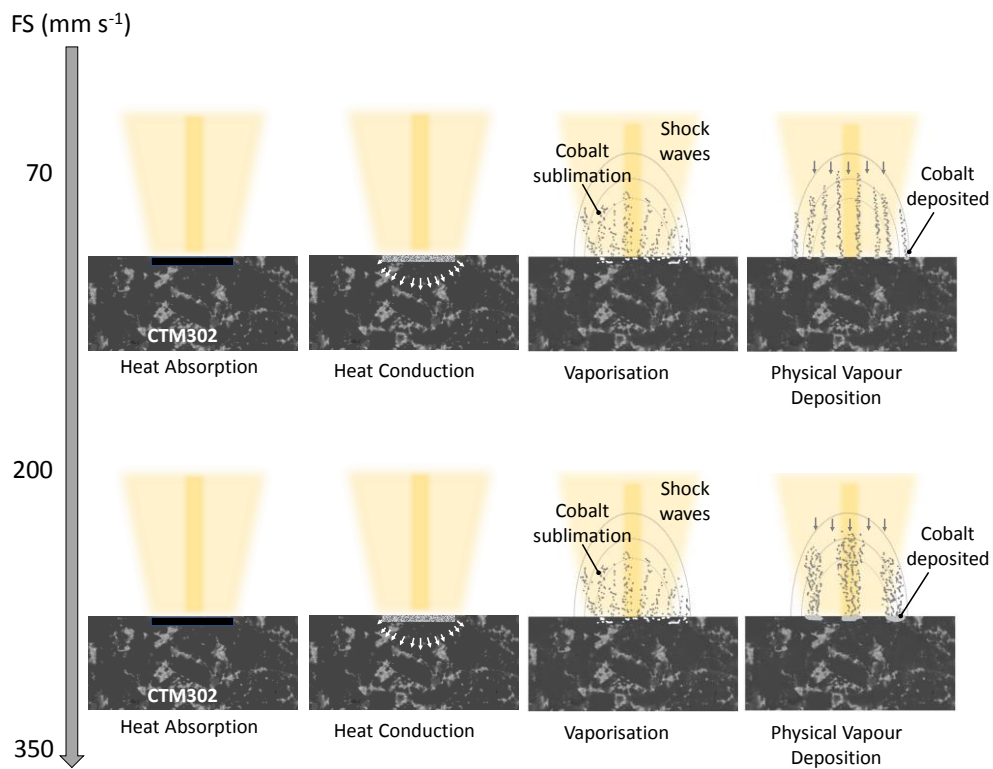 FS (mm s-1)
70
Cobalt
sublimation
Shock
waves
Cobalt
deposited
CTM302
Heat Absorption
Heat Conduction
Vaporisation
Physical Vapour
Deposition
200
Cobalt
sublimation
Shock
waves
Cobalt
deposited
CTM302
Heat Absorption
Heat Conduction
Vaporisation
Physical Vapour
Deposition
350